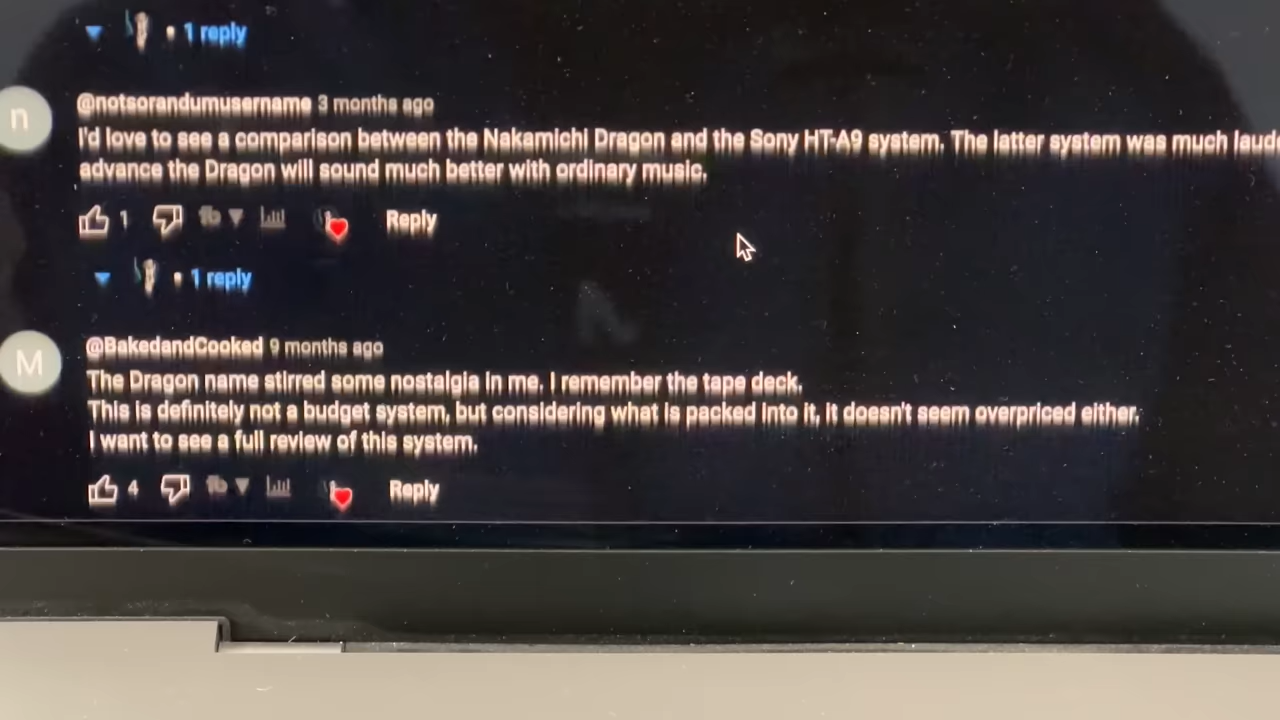 1 reply
n
@notsorandumusername 3 months ago
I'd love to see a comparison between the Nakamichi Dragon and the Sony HT-A9 system. The latter system was much
advance the Dragon will sound much better with ordinary music.
1 Reply
1 reply
M
@BakedandCooked 9 months ago
The Dragon name stirred some nostalgia in me. I remember the tape deck.
This is definitely not a budget system, but considering what is packed into it, it doesn't seem overpriced either.
I want to see a full review of this system.
4 Reply